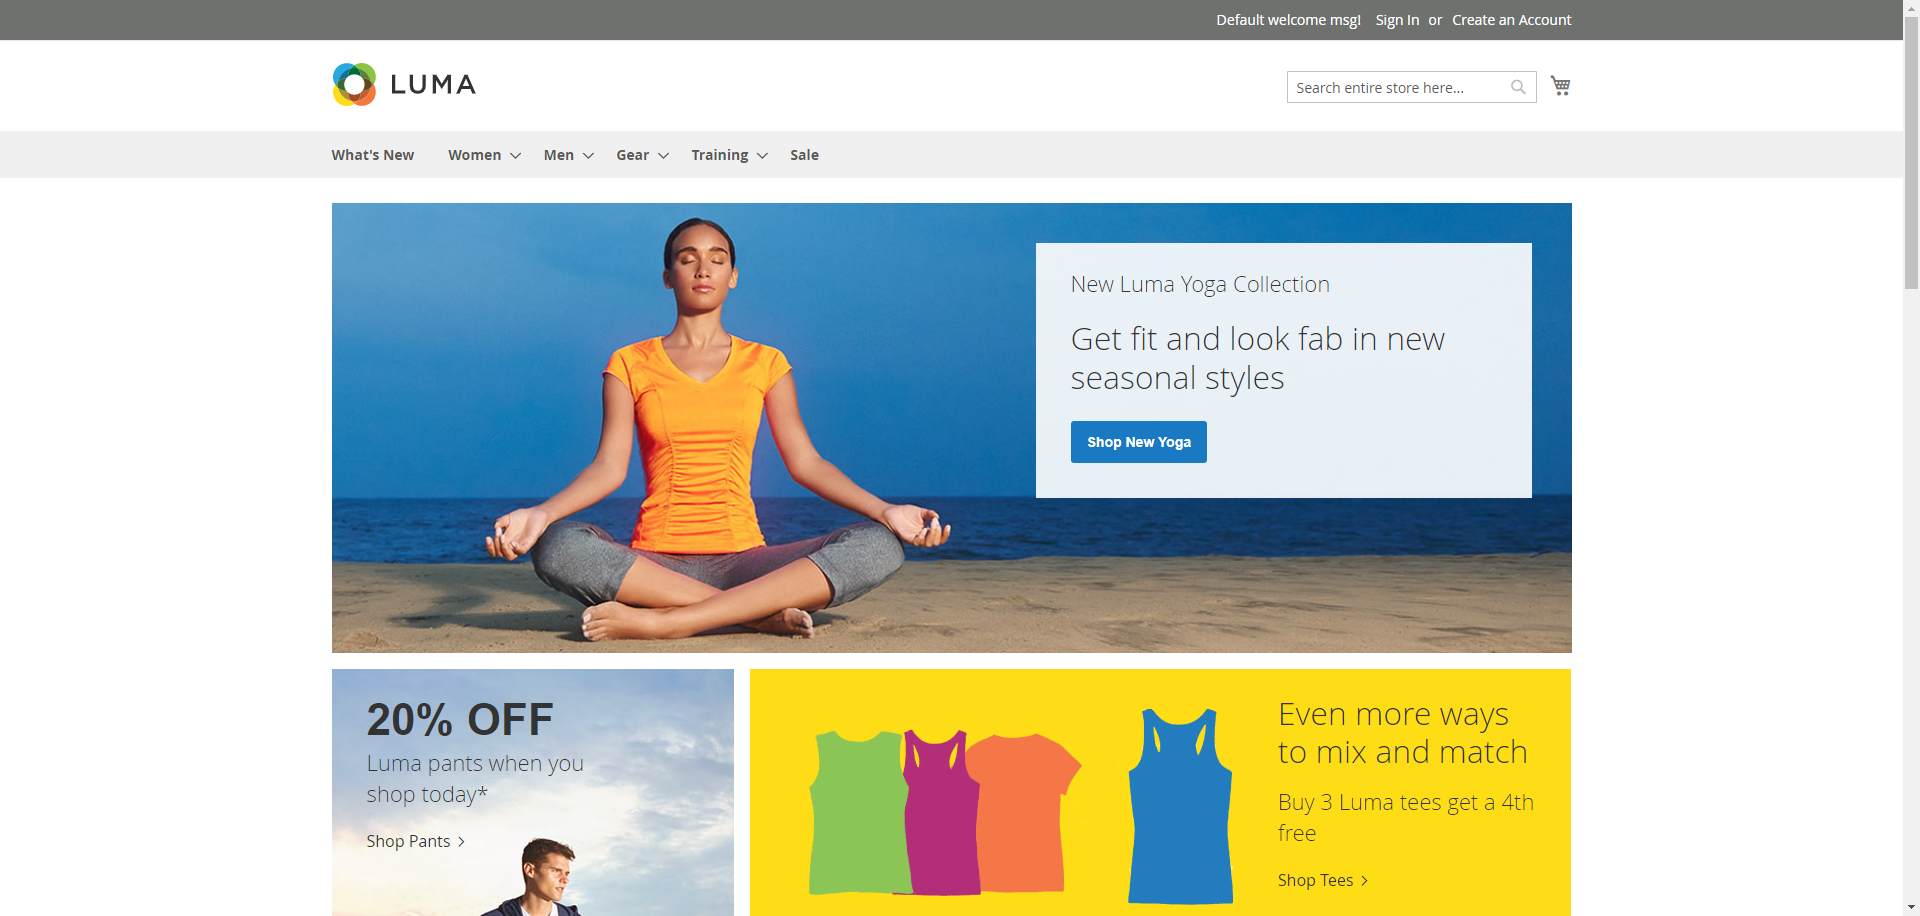 Default welcome msg! Sign In or Create an Account
LUMA
Search entire store here...
What's New Women Men Gear Training Sale
New Luma Yoga Collection
Get fit and look fab in new
seasonal styles
Shop New Yoga
20% OFF
Luma pants when you
shop today*
Shop Pants
Even more ways
to mix and match
Buy 3 Luma tees get a 4th
free
Shop Tees